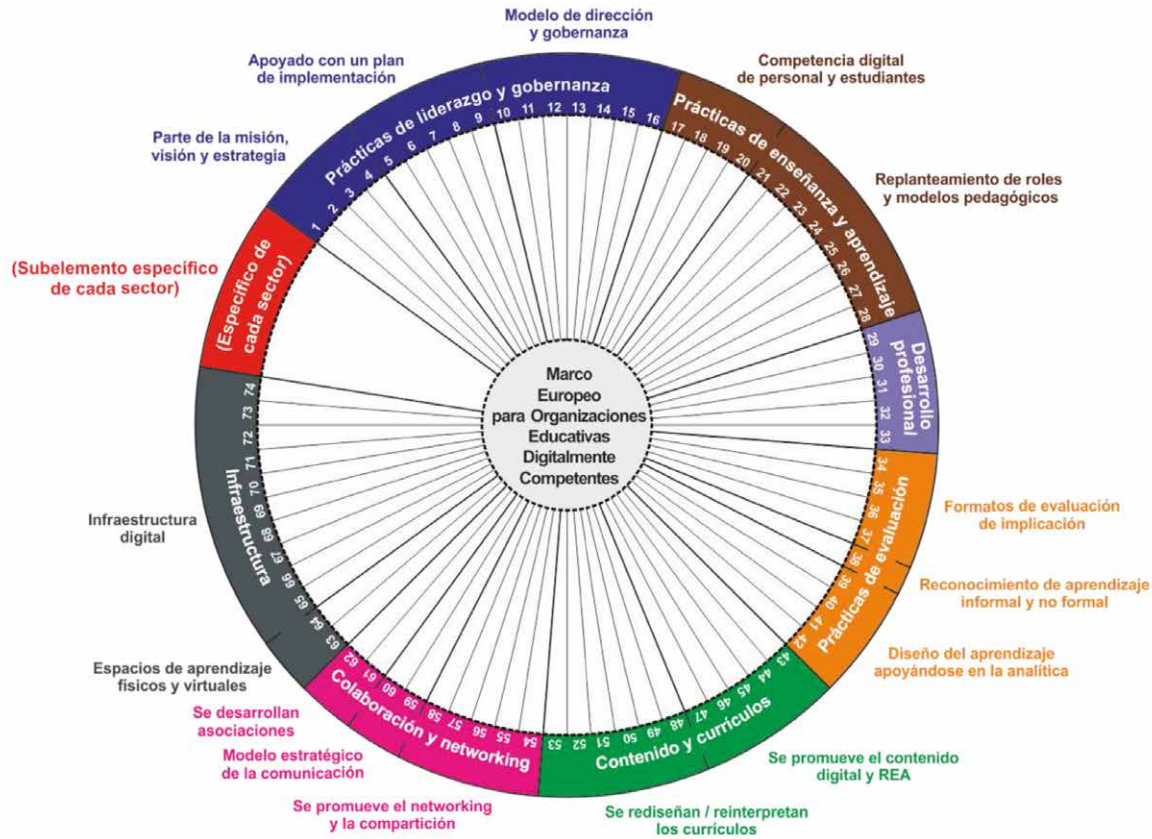 Modelo de dirección
y gobernanza
Apoyado con un plan
de implementación
Competencia digital
de personal y estudiantes
Parte de la misión,
visión y estrategia
Replanteamiento de roles
y modelos pedagógicos
Prácticas de liderazgo y gobernanza
1 2 3 4 5 6 7 8 9 10 11 12 13 14 15 16
Prácticas de enseñanza y aprendizaje
17 18 19 20 21 22 23 24 25 26 27 28
Desarrollo
profesional
29 30 31 32 33
Prácticas de evaluación
34 35 36 37 38 39 40 41 42
Formatos de evaluación
de implicación
Reconocimiento de aprendizaje
informal y no formal
Diseño del aprendizaje
apoyándose en la analítica
Contenido y currículos
43 44 45 46 47 48 49 50 51 52 53
Se promueve el contenido
digital y REA
Se rediseñan / reinterpretan
los currículos
Colaboración y networking
54 55 56 57 58 59 60 61 62
Se promueve el networking
y la compartición
Modelo estratégico
de la comunicación
Se desarrollan
asociaciones
Infraestructura
63 64 65 66 67 68 69 70 71 72 73 74
Espacios de aprendizaje
físicos y virtuales
Infraestructura
digital
(Específico de
cada sector)
(Subelemento específico
de cada sector)
Marco
Europeo
para Organizaciones
Educativas
Digitalmente
Competentes